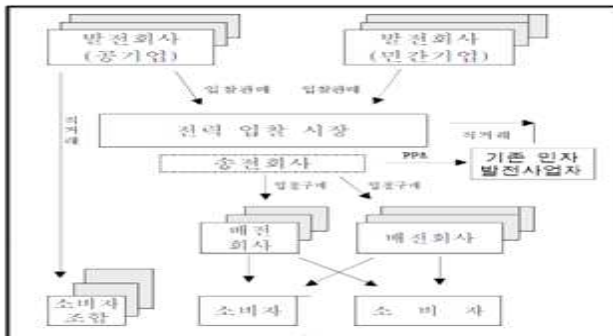 발전회사
(공기업)
발전회사
(민간기업)
입찰판매 입찰판매
직거래
전력 입찰 시장
직거래
송전회사
PPA
기존 민자
발전사업자
입찰구매 입찰구매
배전
회사
배전회사
소비자
조합
소비자
소 비 자